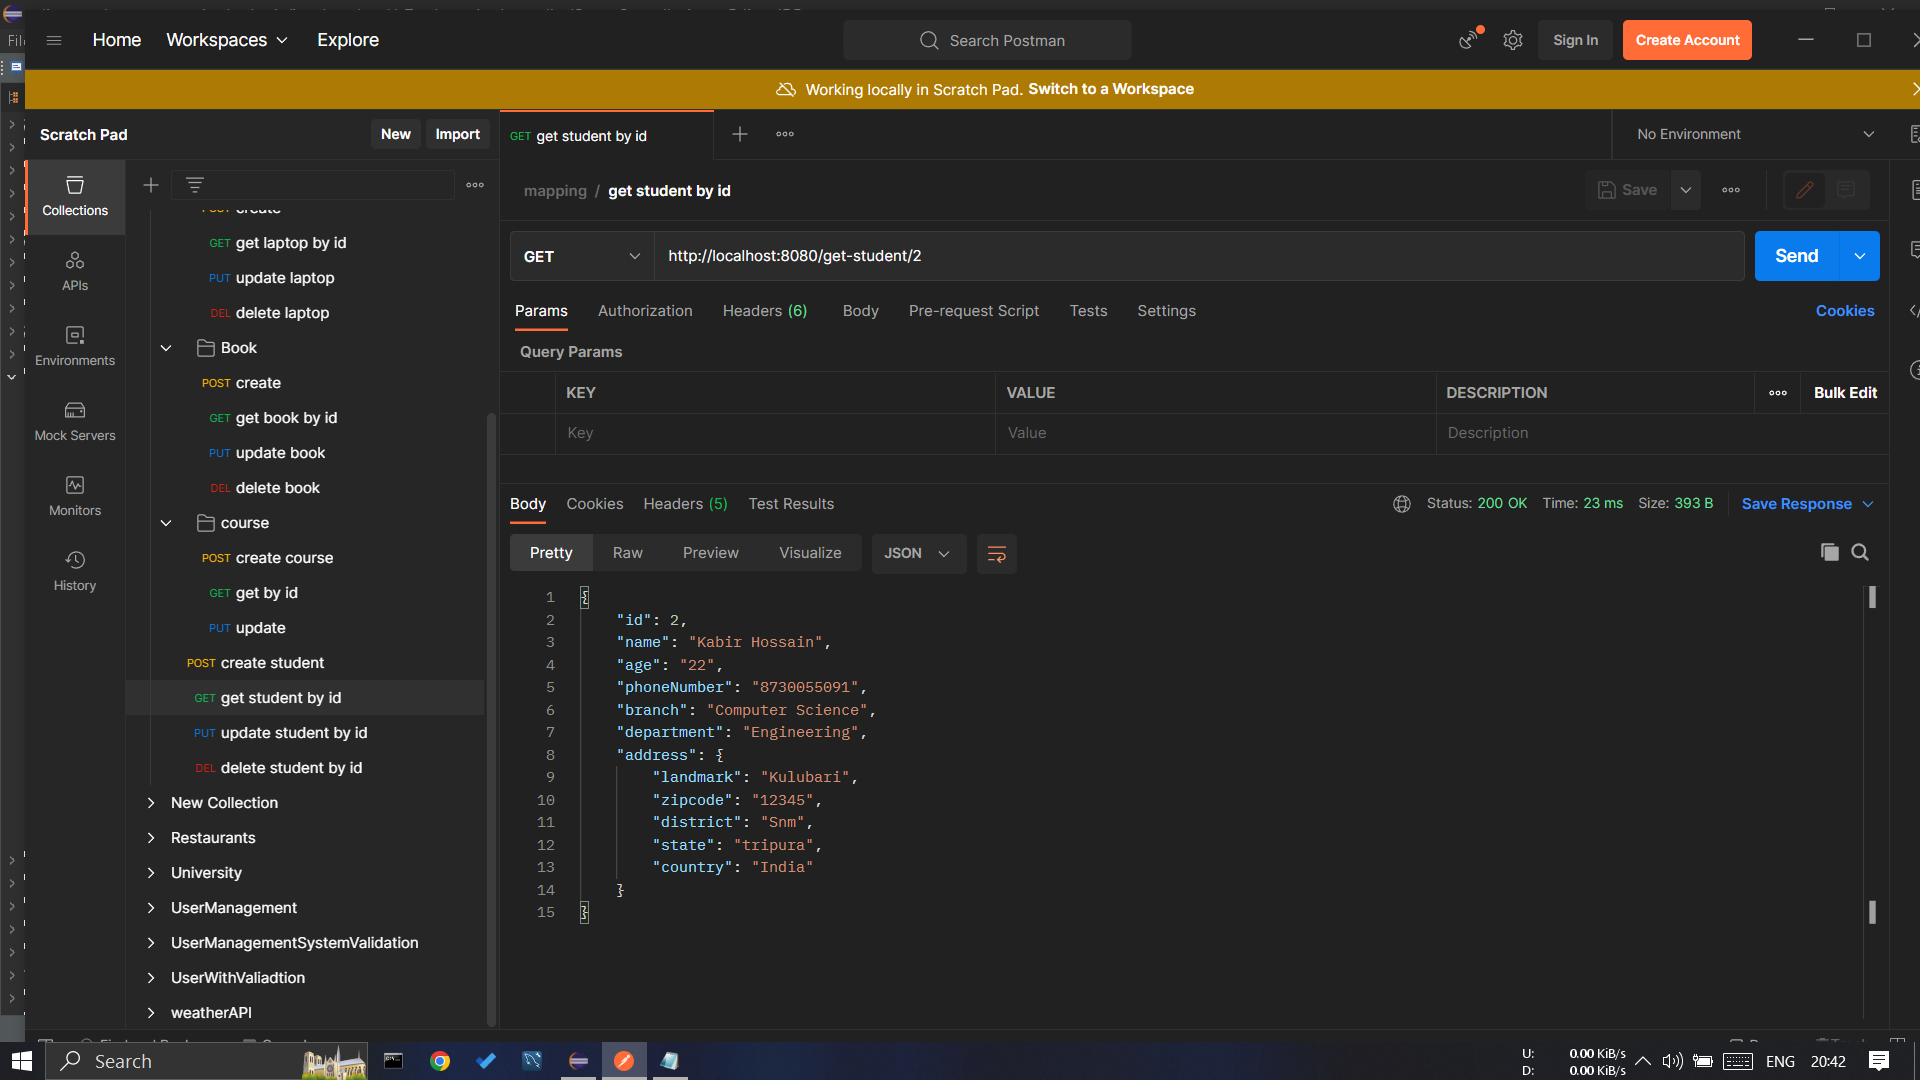 File
Home
Workspaces
Explore
Search Postman
Sign In
Create Account
Working locally in Scratch Pad. Switch to a Workspace
Scratch Pad
New
Import
GET get student by id
No Environment
mapping / get student by id
Save
Collections
APIs
Environments
Mock Servers
Monitors
History
POST create
GET get laptop by id
PUT update laptop
DEL delete laptop
Book
POST create
GET get book by id
PUT update book
DEL delete book
course
POST create course
GET get by id
PUT update
POST create student
GET get student by id
PUT update student by id
DEL delete student by id
New Collection
Restaurants
University
UserManagement
UserManagementSystemValidation
UserWithValiadtion
weatherAPI
GET
http://localhost:8080/get-student/2
Send
Params
Authorization
Headers (6)
Body
Pre-request Script
Tests
Settings
Cookies
Query Params
KEY
VALUE
DESCRIPTION
Bulk Edit
Key
Value
Description
Body
Cookies
Headers (5)
Test Results
Status: 200 OK
Time: 23 ms
Size: 393 B
Save Response
Pretty
Raw
Preview
Visualize
JSON
1 {
2 "id": 2,
3 "name": "Kabir Hossain",
4 "age": "22",
5 "phoneNumber": "8730055091",
6 "branch": "Computer Science",
7 "department": "Engineering",
8 "address": {
9 "landmark": "Kulubari",
10 "zipcode": "12345",
11 "district": "Snm",
12 "state": "tripura",
13 "country": "India"
14 }
15 }
Search
U: 0.00 KiB/s
D: 0.00 KiB/s
ENG
20:42